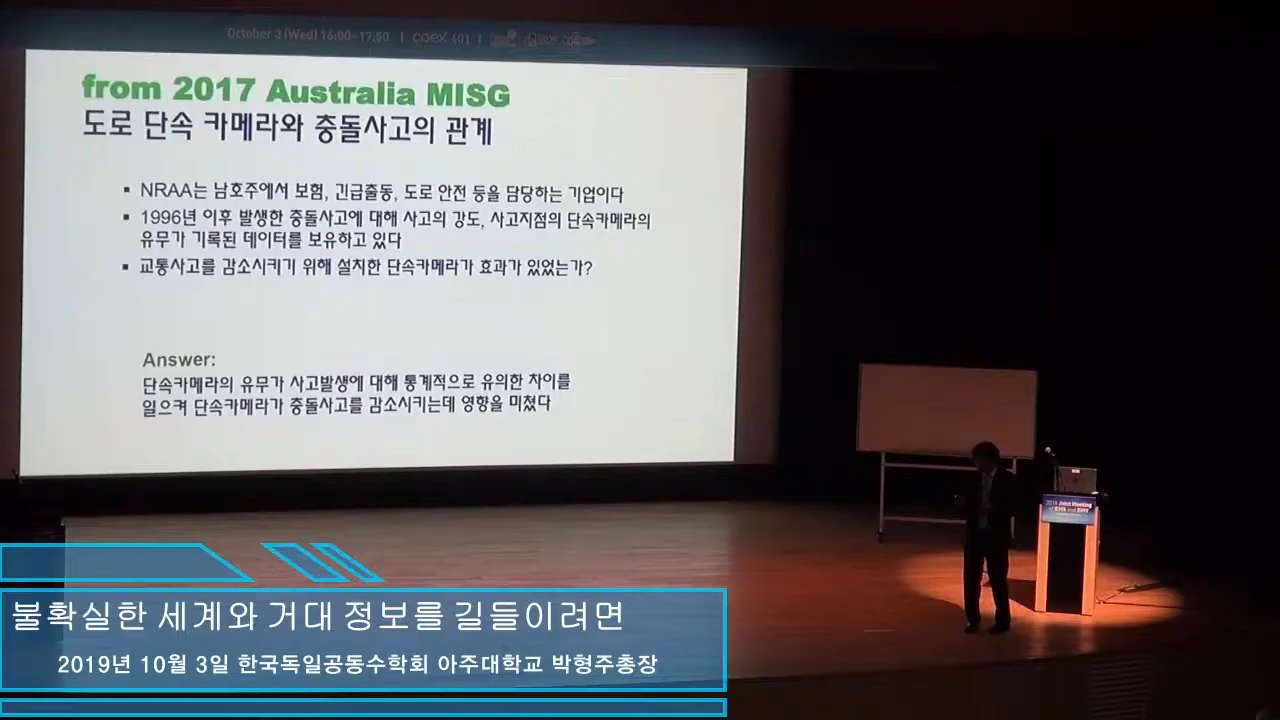 October 3 (Wed) 16:00~17:50 | coex 401 |
from 2017 Australia MISG
도로 단속 카메라와 충돌사고의 관계
▪ NRAA는 남호주에서 보험, 긴급출동, 도로 안전 등을 담당하는 기업이다
▪ 1996년 이후 발생한 충돌사고에 대해 사고의 강도, 사고지점의 단속카메라의
유무가 기록된 데이터를 보유하고 있다
▪ 교통사고를 감소시키기 위해 설치한 단속카메라가 효과가 있었는가?
Answer:
단속카메라의 유무가 사고발생에 대해 통계적으로 유의한 차이를
일으켜 단속카메라가 충돌사고를 감소시키는데 영향을 미쳤다
Joint Meeting
of KMS and DMV
불확실한 세계와 거대 정보를 길들이려면
2019년 10월 3일 한국독일공동수학회 아주대학교 박형주총장